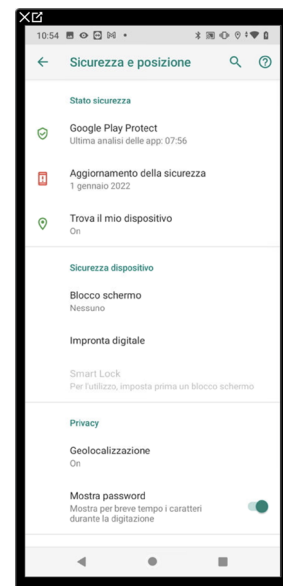 10:54
Sicurezza e posizione
Stato sicurezza
Google Play Protect
Ultima analisi delle app: 07:56
Aggiornamento della sicurezza
1 gennaio 2022
Trova il mio dispositivo
On
Sicurezza dispositivo
Blocco schermo
Nessuno
Impronta digitale
Smart Lock
Per l'utilizzo, imposta prima un blocco schermo
Privacy
Geolocalizzazione
On
Mostra password
Mostra per breve tempo i caratteri
durante la digitazione